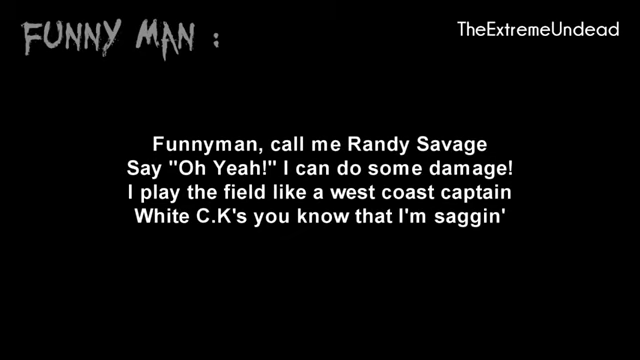 FUNNY MAN :
TheExtremeUndead
Funnyman, call me Randy Savage
Say "Oh Yeah!" I can do some damage!
I play the field like a west coast captain
White C.K's you know that I'm saggin'